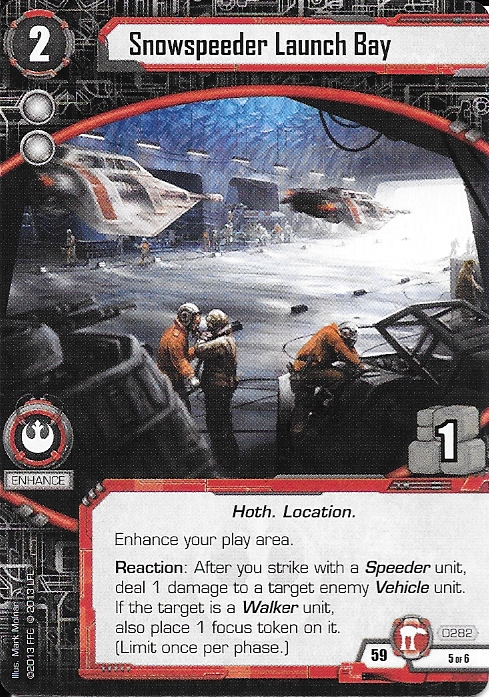 2
Snowspeeder Launch Bay
ENHANCE
1
Hoth. Location.
Enhance your play area.
Reaction: After you strike with a Speeder unit,
deal 1 damage to a target enemy Vehicle unit.
If the target is a Walker unit,
also place 1 focus token on it.
(Limit once per phase.)
59
0282
5 OF 6
Illus. Mark Molnar
©2013 FFG ©2013 LFL